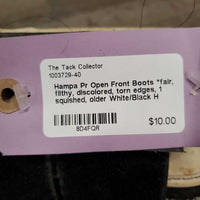 The Tack Collector
1003729-40
Hampa Pr Open Front Boots *fair,
filthy, discolored, torn edges, 1
squished, older White/Black H
8D4FQR
$10.00